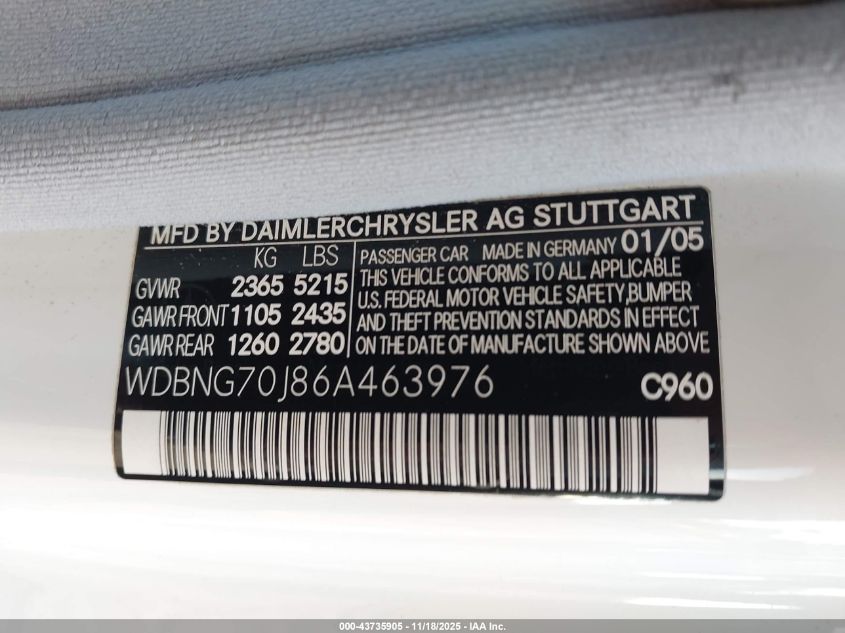 MFD BY DAIMLERCHRYSLER AG STUTTGART
KG LBS
GVWR 2365 5215
GAWR FRONT 1105 2435
GAWR REAR 1260 2780
PASSENGER CAR MADE IN GERMANY 01/05
THIS VEHICLE CONFORMS TO ALL APPLICABLE
U.S. FEDERAL MOTOR VEHICLE SAFETY, BUMPER
AND THEFT PREVENTION STANDARDS IN EFFECT
ON THE DATE OF MANUFACTURE SHOWN ABOVE
WDBNG70J86A463976 C960
000-43735905 - 11/18/2025 - IAA Inc.